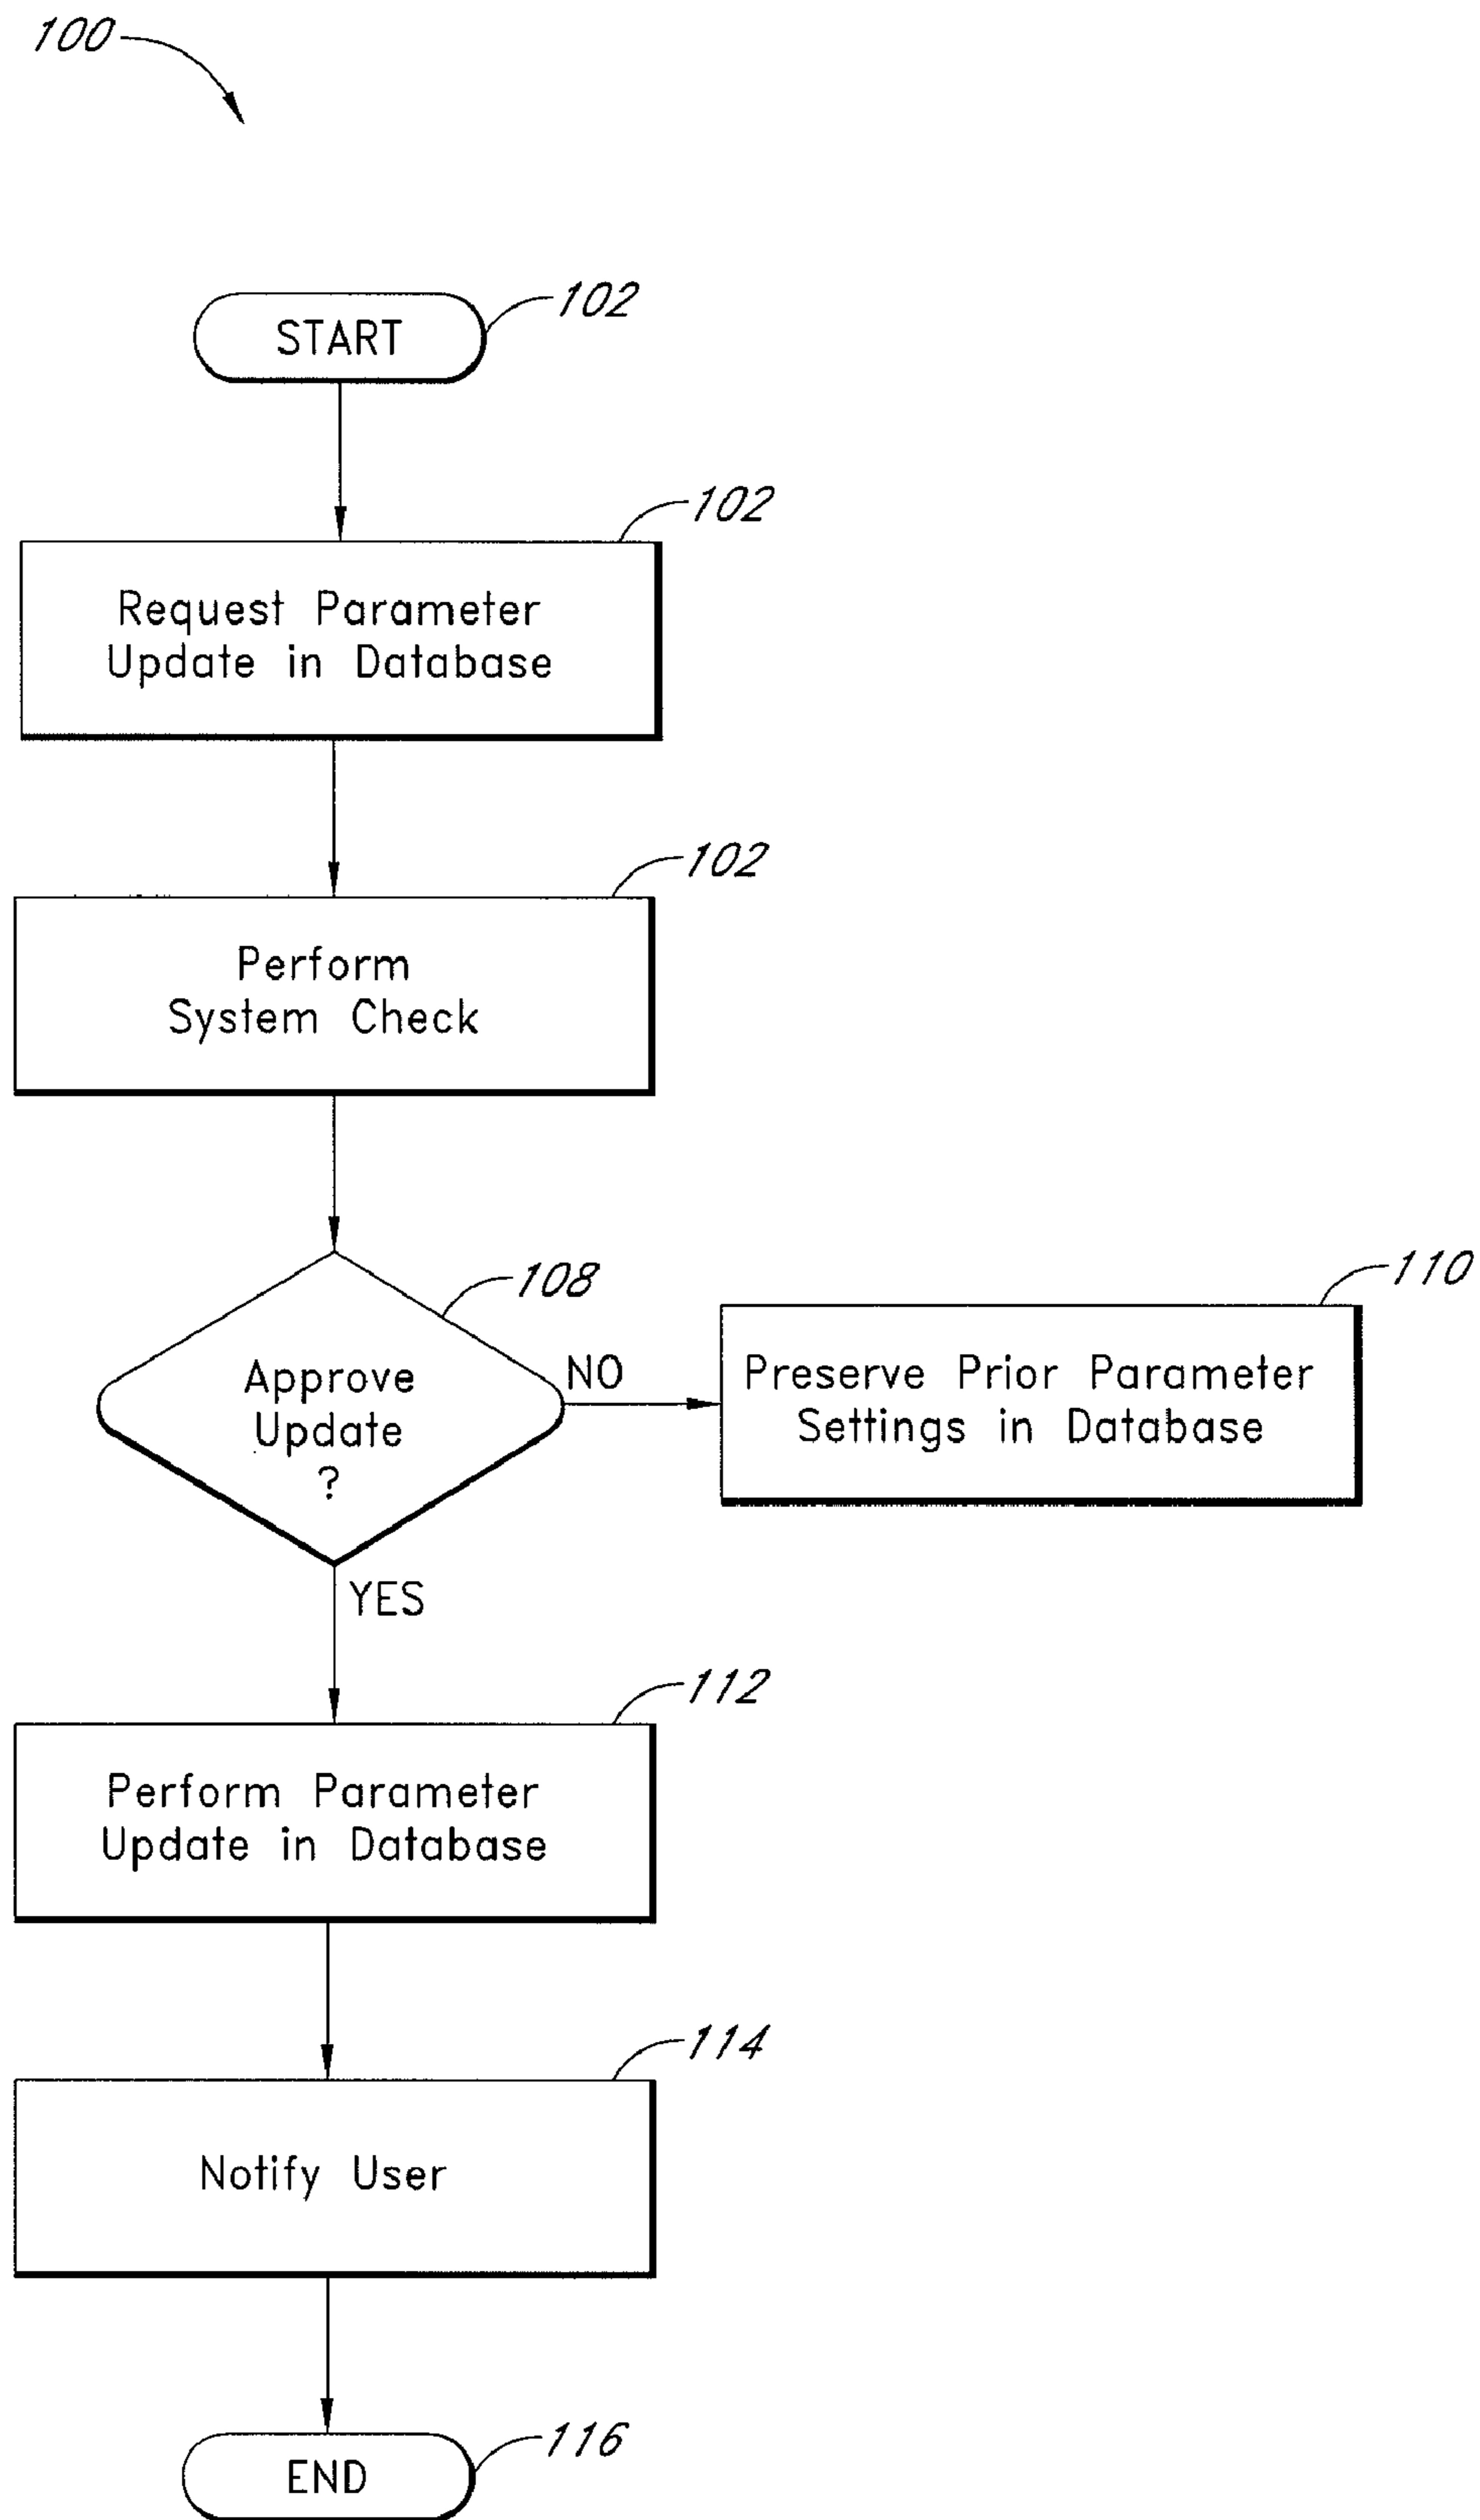 100
START
102
102
Request Parameter
Update in Database
102
Perform
System Check
108
Approve
Update
?
NO
110
Preserve Prior Parameter
Settings in Database
YES
112
Perform Parameter
Update in Database
114
Notify User
END
116